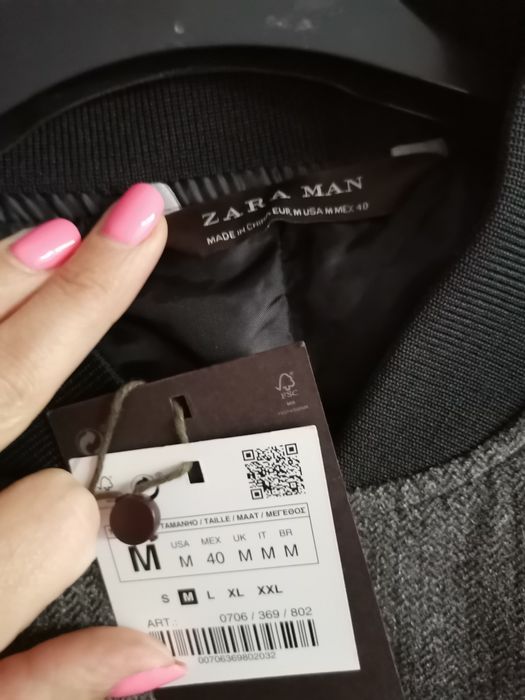 ZARA MAN
MADE IN CHINA EUR M USA M MEX 40
FSC
MIX
TAMANHO / TAILLE / MAAT / ΜΕΓΕΘΟΣ
M
USA MEX UK IT BR
M 40 M M M
S M L XL XXL
ART.: 0706 / 369 / 802
00706369802032